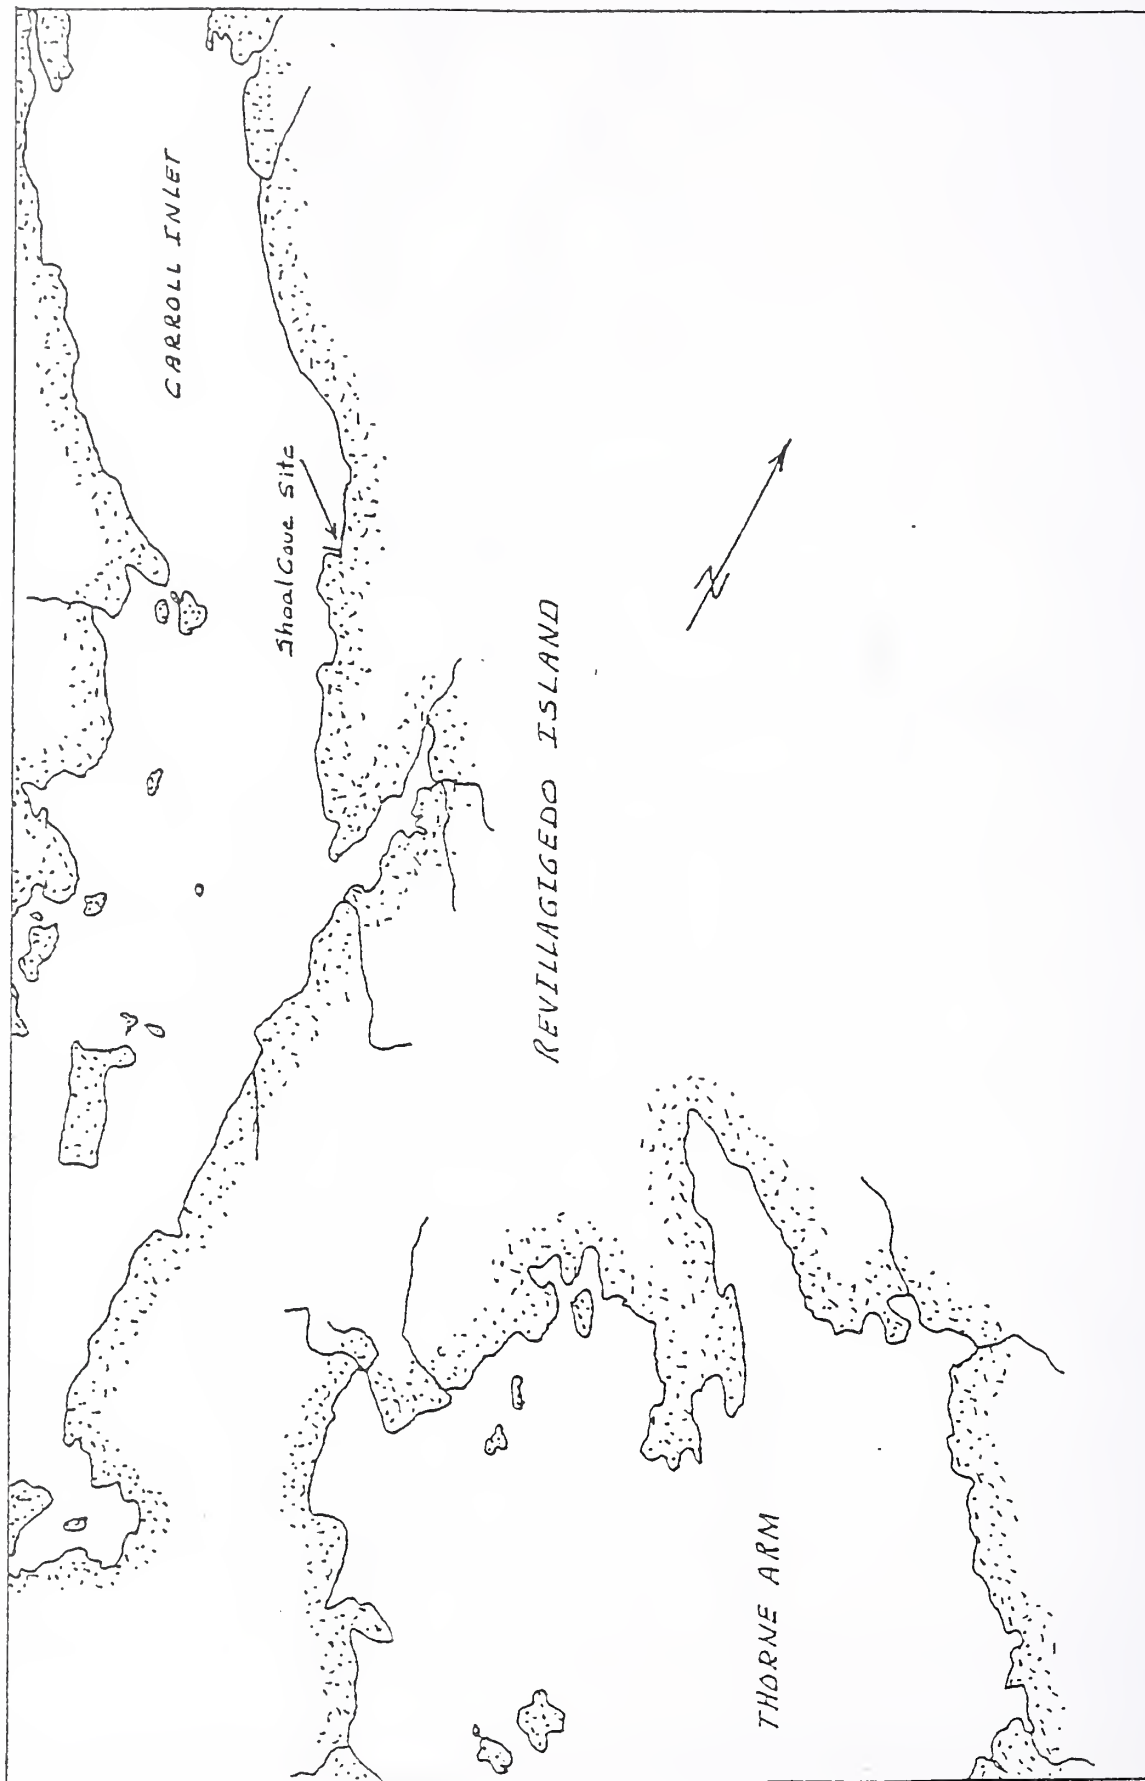 CARROLL INLET
Shoal Cove Site
REVILLAGIGEDO ISLAND
N
THORNE ARM